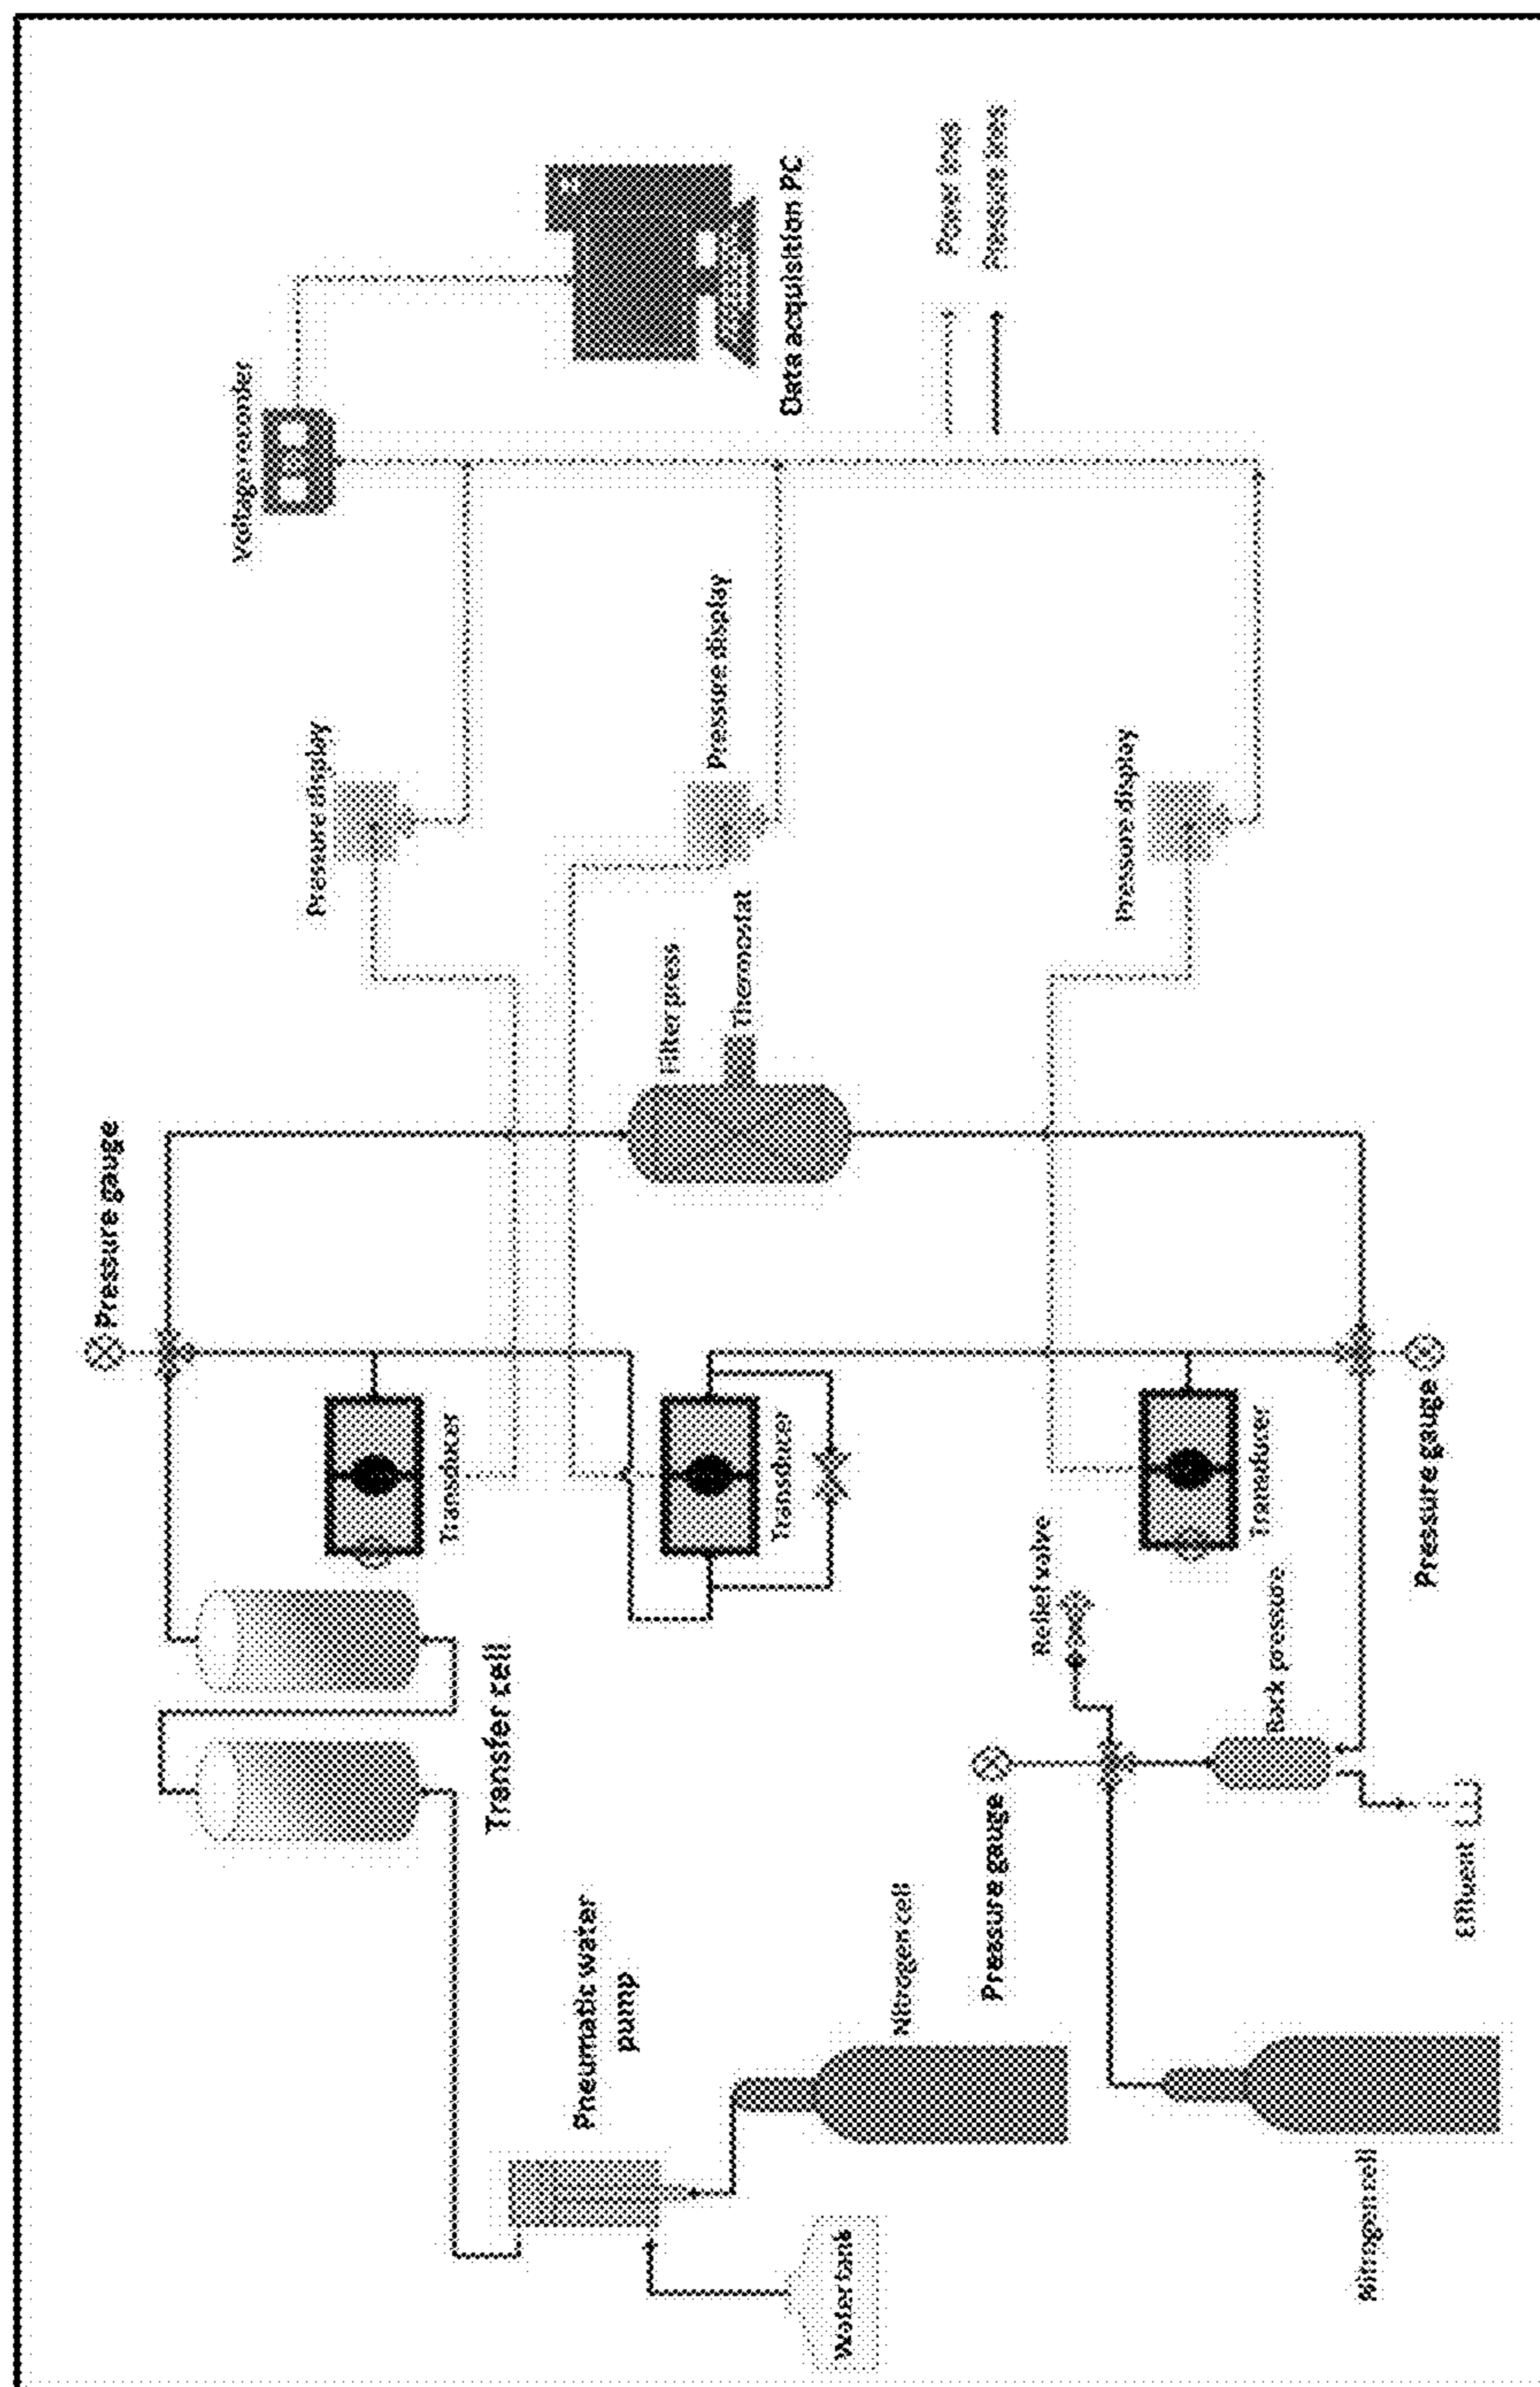 Pressure gauge
Voltage recorder
Pressure display
Transducer
Transfer cell
Pneumatic water
pump
Filter press
Thermostat
Pressure display
Data acquisition PC
Transducer
Water tank
Nitrogen cell
Power lines
Pressure lines
Pressure gauge
Relief valve
Pressure display
Transducer
Back pressure
Nitrogen cell
Effluent
Pressure gauge